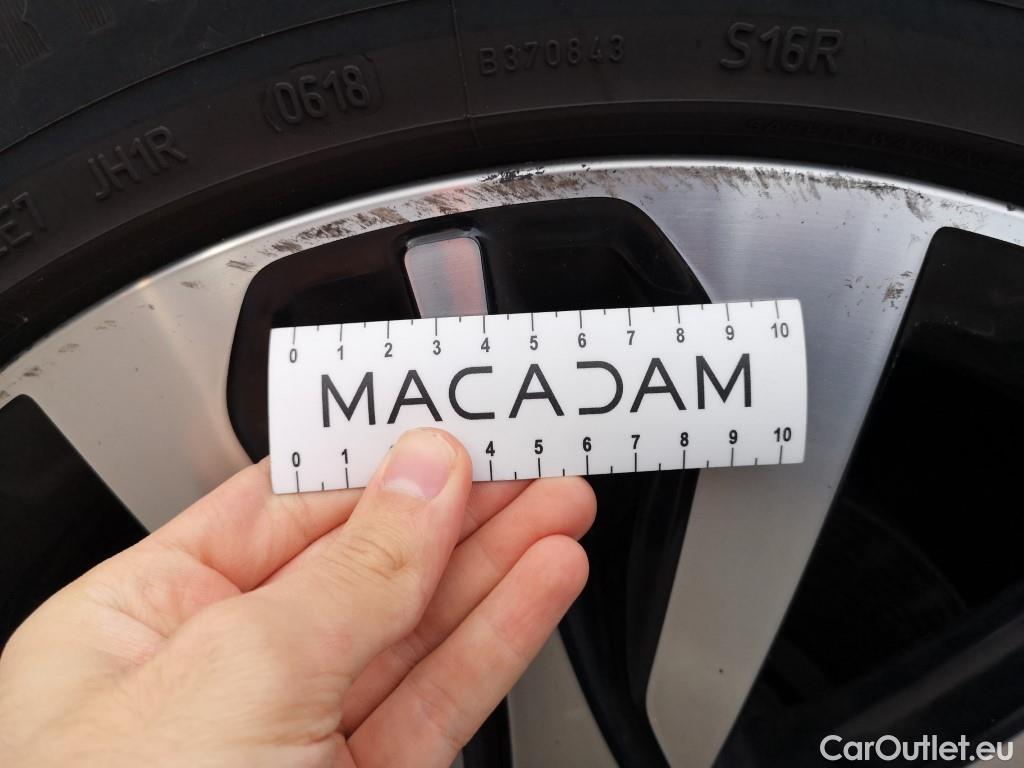 B370843 S16R
(0618)
JH1R
0 1 2 3 4 5 6 7 8 9 10
MACADAM
0 1 4 5 6 7 8 9 10
CarOutlet.eu